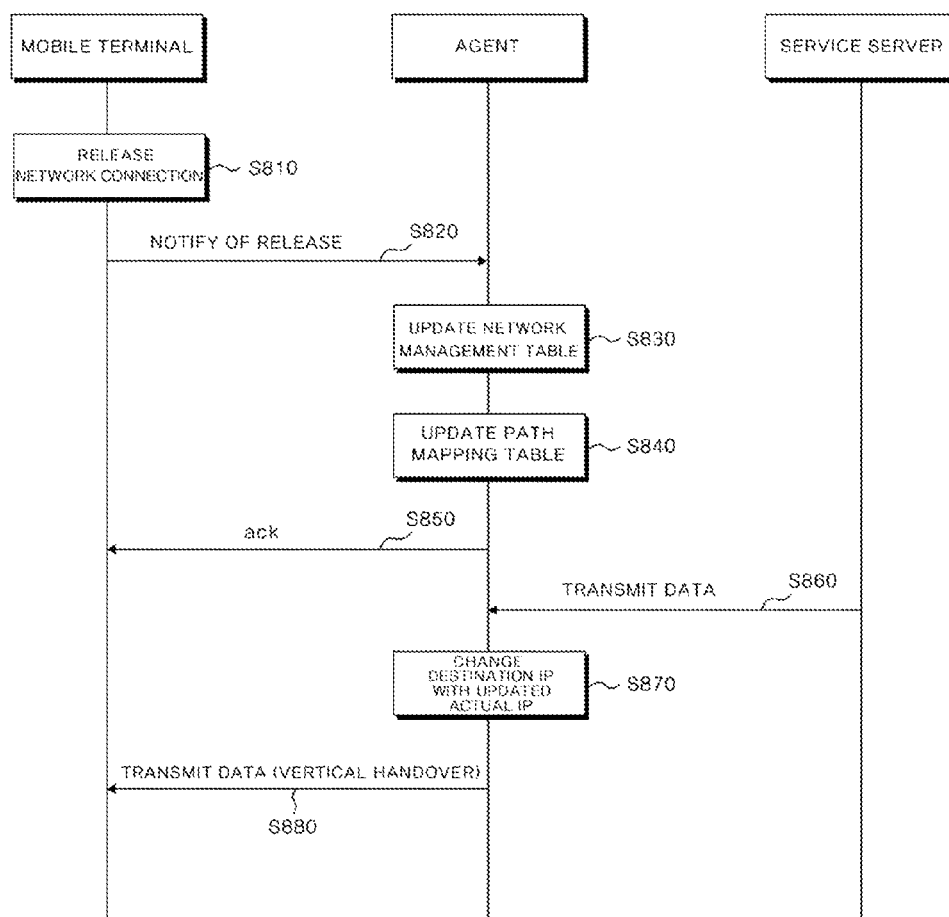 MOBILE TERMINAL
AGENT
SERVICE SERVER
RELEASE
NETWORK CONNECTION
S810
NOTIFY OF RELEASE
S820
UPDATE NETWORK
MANAGEMENT TABLE
S830
UPDATE PATH
MAPPING TABLE
S840
ack
S850
TRANSMIT DATA
S860
CHANGE
DESTINATION IP
WITH UPDATED
ACTUAL IP
S870
TRANSMIT DATA (VERTICAL HANDOVER)
S880